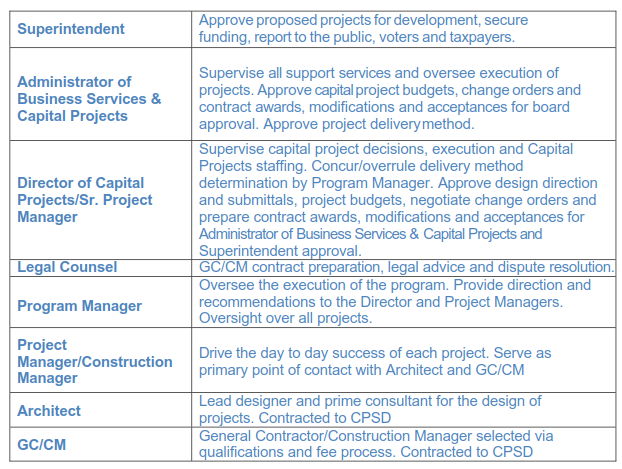 Superintendent
Approve proposed projects for development, secure
funding, report to the public, voters and taxpayers.
Administrator of
Business Services &
Capital Projects
Supervise all support services and oversee execution of
projects. Approve capital project budgets, change orders and
contract awards, modifications and acceptances for board
approval. Approve project delivery method.
Director of Capital
Projects/Sr. Project
Manager
Supervise capital project decisions, execution and Capital
Projects staffing. Concur/overrule delivery method
determination by Program Manager. Approve design direction
and submittals, project budgets, negotiate change orders and
prepare contract awards, modifications and acceptances for
Administrator of Business Services & Capital Projects and
Superintendent approval.
Legal Counsel
GC/CM contract preparation, legal advice and dispute resolution.
Program Manager
Oversee the execution of the program. Provide direction and
recommendations to the Director and Project Managers.
Oversight over all projects.
Project
Manager/Construction
Manager
Drive the day to day success of each project. Serve as
primary point of contact with Architect and GC/CM
Architect
Lead designer and prime consultant for the design of
projects. Contracted to CPSD
GC/CM
General Contractor/Construction Manager selected via
qualifications and fee process. Contracted to CPSD